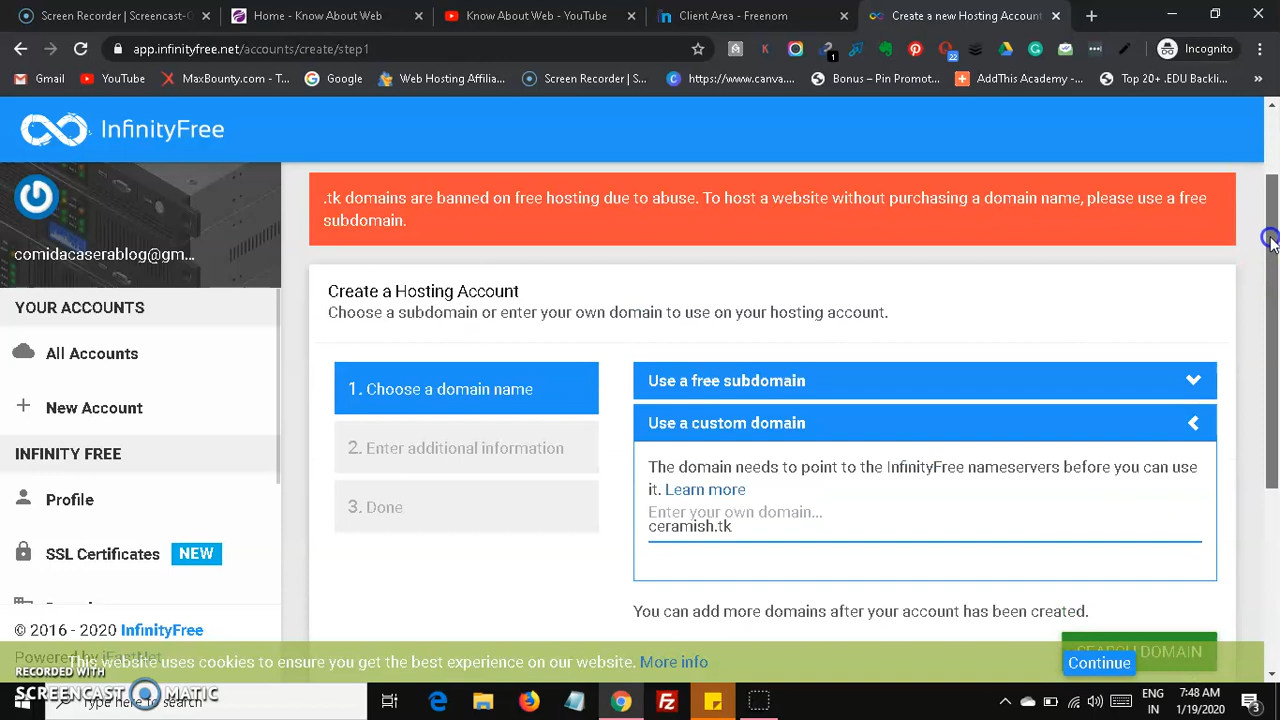 Screen Recorder | Screencast-O
Home - Know About Web
Know About Web - YouTube
Client Area - Freenom
Create a new Hosting Account
app.infinityfree.net/accounts/create/step1
1
22
Incognito
Gmail
YouTube
MaxBounty.com - T...
Google
Web Hosting Affilia...
Screen Recorder | S...
https://www.canva....
Bonus – Pin Promot...
AddThis Academy -...
Top 20+ .EDU Backli...
»
InfinityFree
comidacaserablog@gm...
YOUR ACCOUNTS
All Accounts
New Account
INFINITY FREE
Profile
SSL Certificates NEW
© 2016 - 2020 InfinityFree
Powered by iFastNet
.tk domains are banned on free hosting due to abuse. To host a website without purchasing a domain name, please use a free
subdomain.
Create a Hosting Account
Choose a subdomain or enter your own domain to use on your hosting account.
1. Choose a domain name
2. Enter additional information
3. Done
Use a free subdomain
Use a custom domain
The domain needs to point to the InfinityFree nameservers before you can use
it. Learn more
Enter your own domain...
ceramish.tk
You can add more domains after your account has been created.
SEARCH DOMAIN
This website uses cookies to ensure you get the best experience on our website. More info
Continue
RECORDED WITH
SCREENCAST MATIC
Type here to search
ENG
IN
7:48 AM
1/19/2020
3